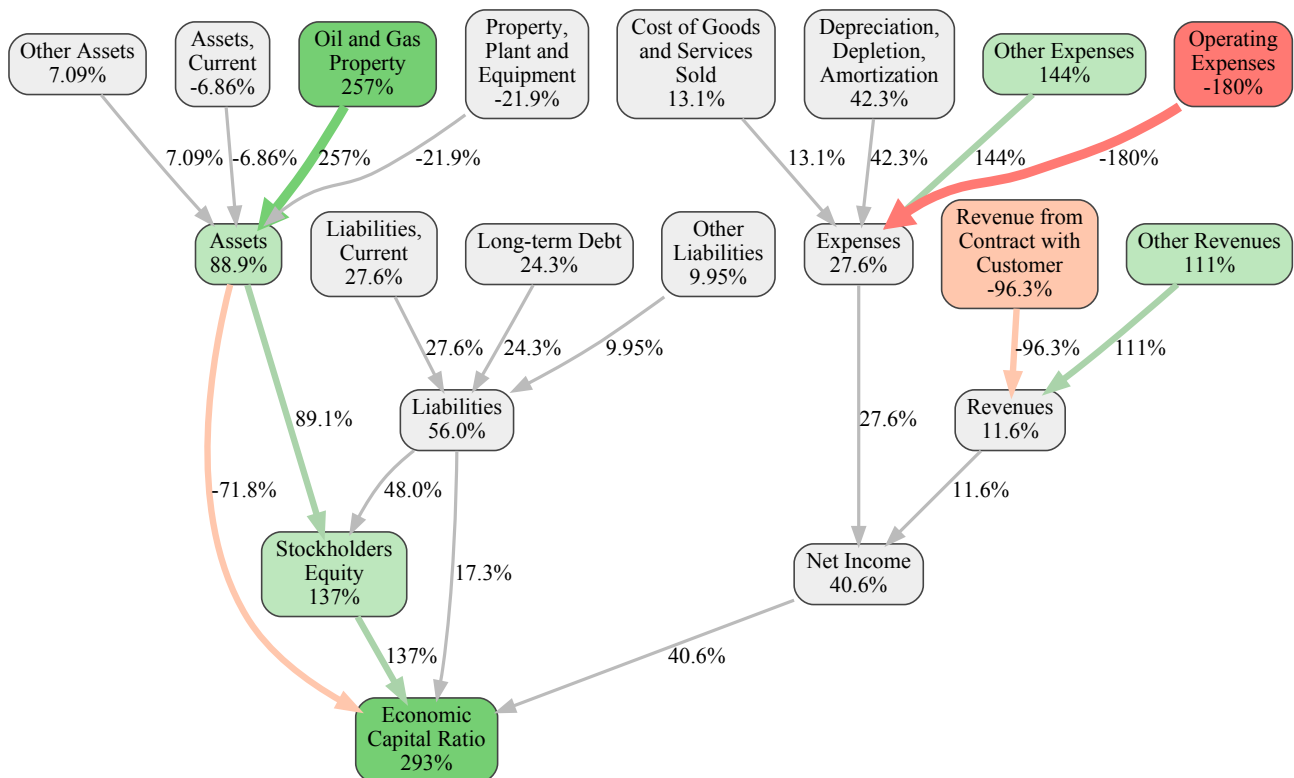 Other Assets
7.09%
Assets,
Current
-6.86%
Oil and Gas
Property
257%
Property,
Plant and
Equipment
-21.9%
Cost of Goods
and Services
Sold
13.1%
Depreciation,
Depletion,
Amortization
42.3%
Other Expenses
144%
Operating
Expenses
-180%
7.09%
-6.86%
257%
-21.9%
13.1%
42.3%
144%
-180%
Assets
88.9%
Liabilities,
Current
27.6%
Long-term Debt
24.3%
Other
Liabilities
9.95%
Expenses
27.6%
Revenue from
Contract with
Customer
-96.3%
Other Revenues
111%
27.6%
24.3%
9.95%
-96.3%
111%
89.1%
Liabilities
56.0%
27.6%
Revenues
11.6%
-71.8%
48.0%
11.6%
Stockholders
Equity
137%
17.3%
Net Income
40.6%
137%
40.6%
Economic
Capital Ratio
293%